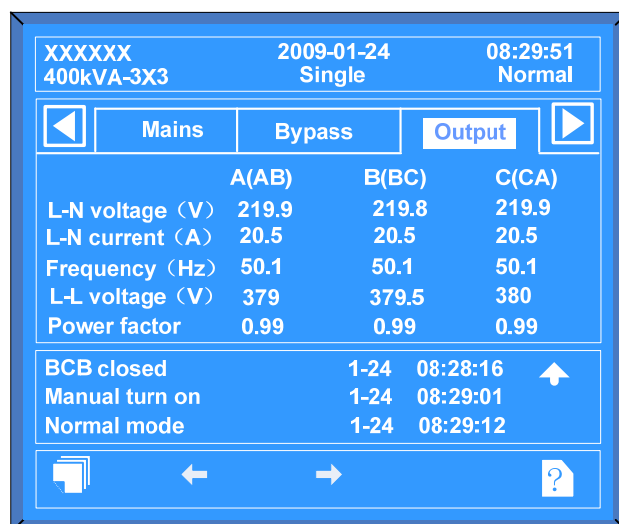 XXXXXX 2009-01-24 08:29:51
400kVA-3X3 Single Normal
Mains Bypass Output
A(AB) B(BC) C(CA)
L-N voltage（V） 219.9 219.8 219.9
L-N current（A） 20.5 20.5 20.5
Frequency（Hz） 50.1 50.1 50.1
L-L voltage（V） 379 379.5 380
Power factor 0.99 0.99 0.99
BCB closed 1-24 08:28:16
Manual turn on 1-24 08:29:01
Normal mode 1-24 08:29:12
?